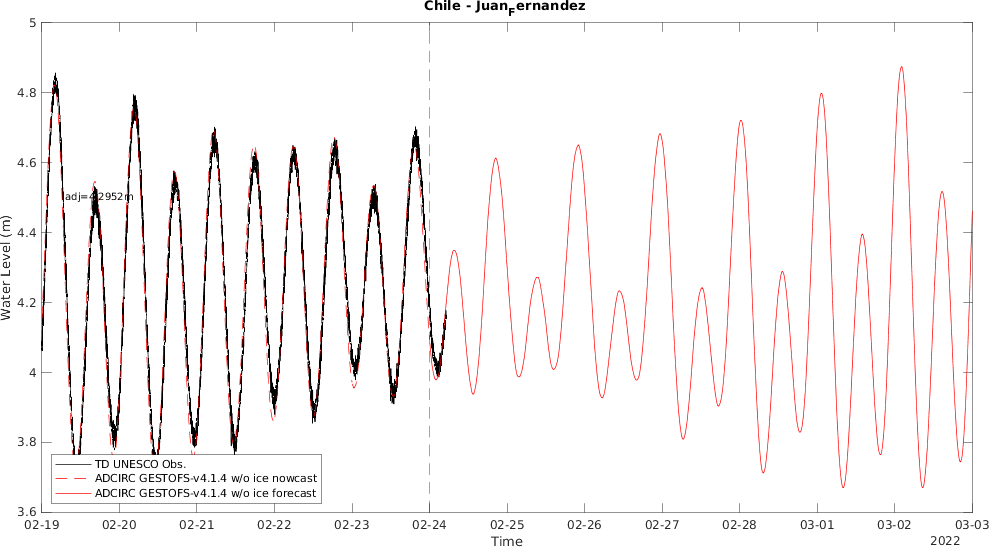 Chile - JuanFernandez
5
4.8
4.6
4.4
4.2
4
3.8
3.6
Water Level (m)
ladj=4.2952m
TD UNESCO Obs.
ADCIRC GESTOFS-v4.1.4 w/o ice nowcast
ADCIRC GESTOFS-v4.1.4 w/o ice forecast
02-19 02-20 02-21 02-22 02-23 02-24 02-25 02-26 02-27 02-28 03-01 03-02 03-03
Time
2022